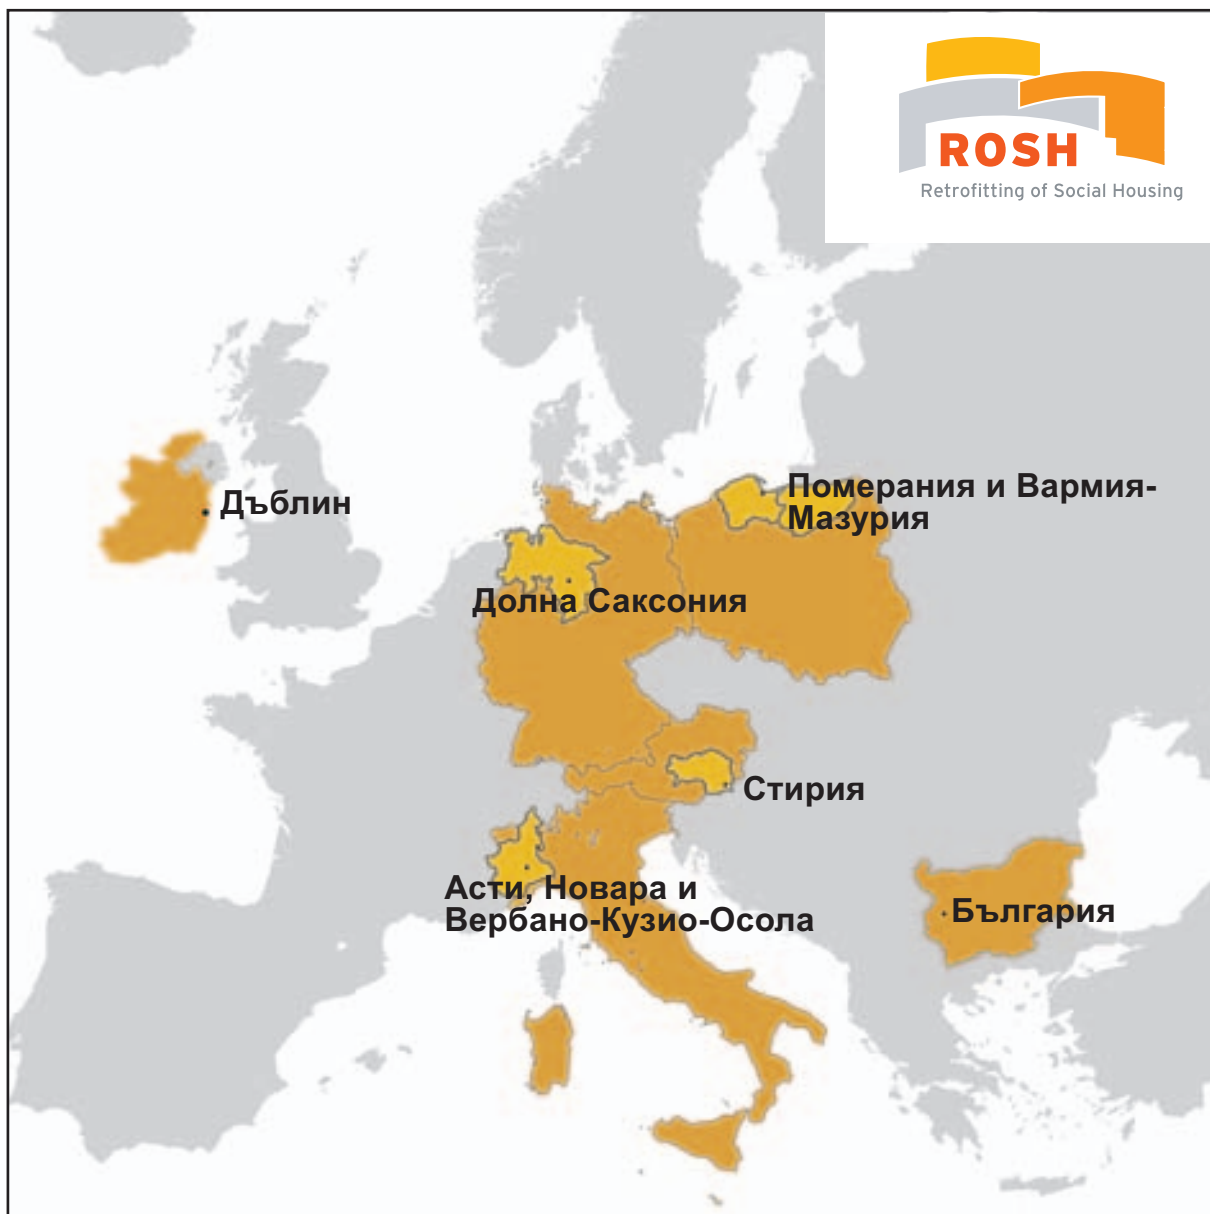 ROSH
Retrofitting of Social Housing
Померания и Вармия-
Мазурия
Дъблин
Долна Саксония
Стирия
Асти, Новара и
Вербано-Кузио-Осола
България